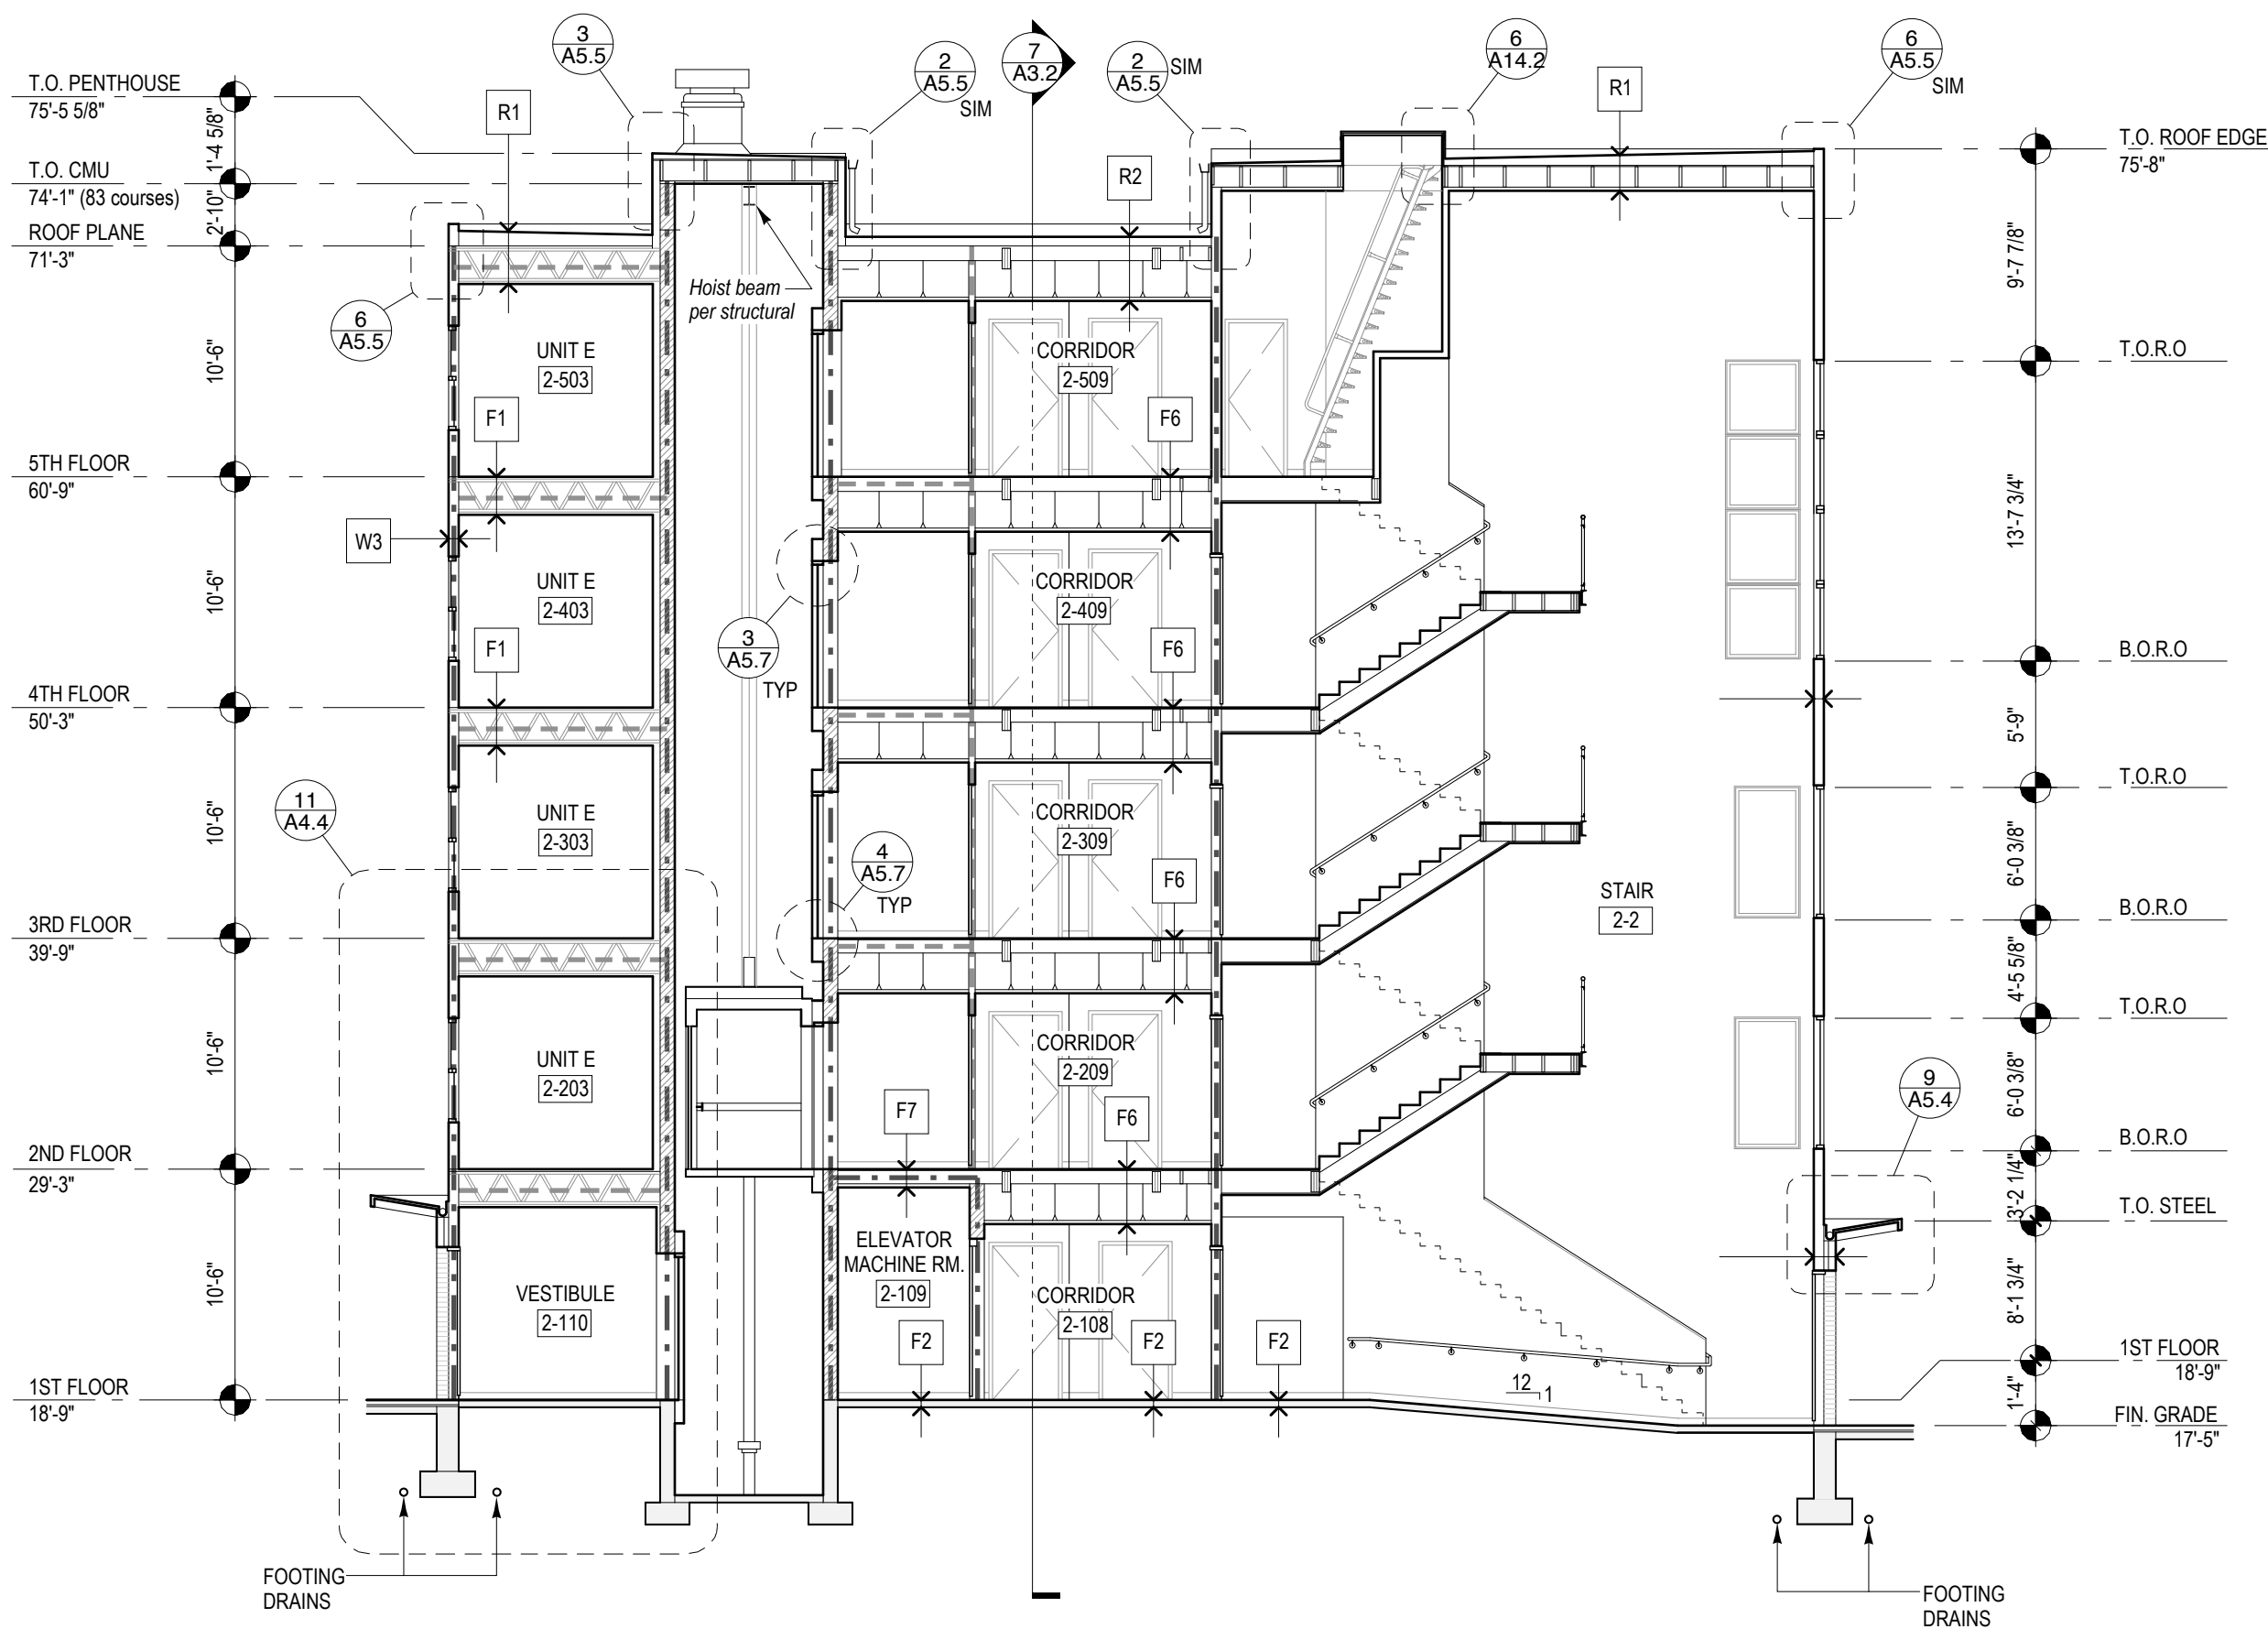 3
A5.5
2
A5.5
SIM
7
A3.2
2
A5.5
SIM
6
A14.2
6
A5.5
SIM
T.O. PENTHOUSE
75'-5 5/8"
1'-4 5/8"
T.O. CMU
74'-1" (83 courses)
2'-10"
ROOF PLANE
71'-3"
10'-6"
5TH FLOOR
60'-9"
10'-6"
4TH FLOOR
50'-3"
10'-6"
3RD FLOOR
39'-9"
10'-6"
2ND FLOOR
29'-3"
10'-6"
1ST FLOOR
18'-9"
R1
R2
R1
6
A5.5
Hoist beam
per structural
UNIT E
2-503
CORRIDOR
2-509
F1
F6
W3
UNIT E
2-403
CORRIDOR
2-409
F1
F6
3
A5.7
TYP
11
A4.4
UNIT E
2-303
CORRIDOR
2-309
4
A5.7
TYP
F6
STAIR
2-2
UNIT E
2-203
CORRIDOR
2-209
F7
F6
9
A5.4
VESTIBULE
2-110
ELEVATOR
MACHINE RM.
2-109
CORRIDOR
2-108
F2
F2
F2
12
1
T.O. ROOF EDGE
75'-8"
9'-7 7/8"
T.O.R.O
13'-7 3/4"
B.O.R.O
5'-9"
T.O.R.O
6'-0 3/8"
B.O.R.O
4'-5 5/8"
T.O.R.O
6'-0 3/8"
B.O.R.O
3'-2 1/4"
T.O. STEEL
8'-1 3/4"
1ST FLOOR
18'-9"
1'-4"
FIN. GRADE
17'-5"
FOOTING
DRAINS
FOOTING
DRAINS